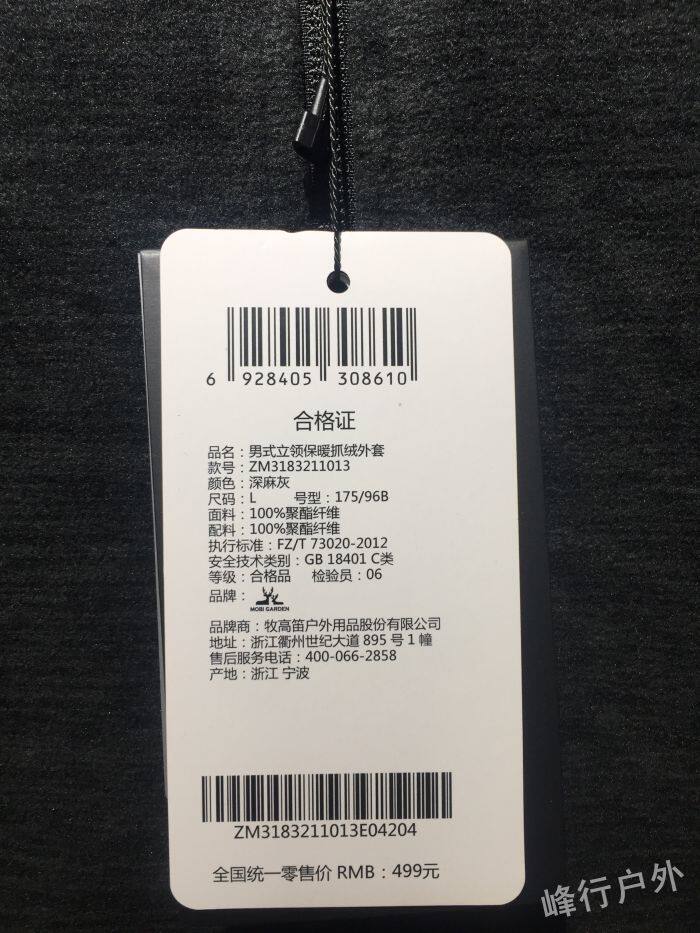 6 928405 308610
合格证
品名：男式立领保暖抓绒外套
款号：ZM3183211013
颜色：深麻灰
尺码：L 号型：175/96B
面料：100%聚酯纤维
配料：100%聚酯纤维
执行标准：FZ/T 73020-2012
安全技术类别：GB 18401 C类
等级：合格品 检验员：06
品牌：
MOBI GARDEN
品牌商：牧高笛户外用品股份有限公司
地址：浙江衢州世纪大道 895 号 1 幢
售后服务电话：400-066-2858
产地：浙江 宁波
ZM3183211013E04204
全国统一零售价 RMB：499元
峰行户外